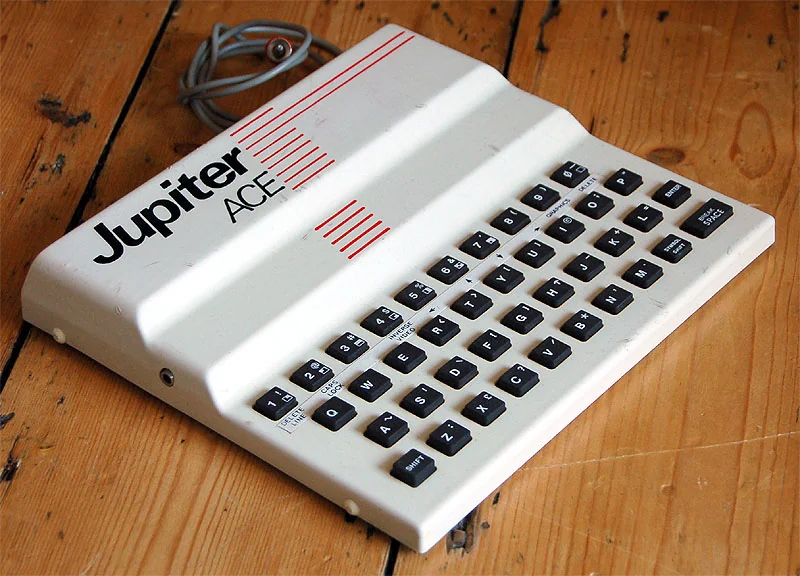 Jupiter
ACE
1 ! 2 @ 3 # 4 $ 5 % 6 & 7 ' 8 ( 9 ) 0
DELETE LINE
CAPS LOCK
INVERSE VIDEO
GRAPHICS
DELETE
Q W E R < T > Y U I © O ; P "
A ~ S D F G H ↑ J - K + L = ENTER
SHIFT Z : X £ C ? V / B * N , M . SYMBOL SHIFT BREAK SPACE